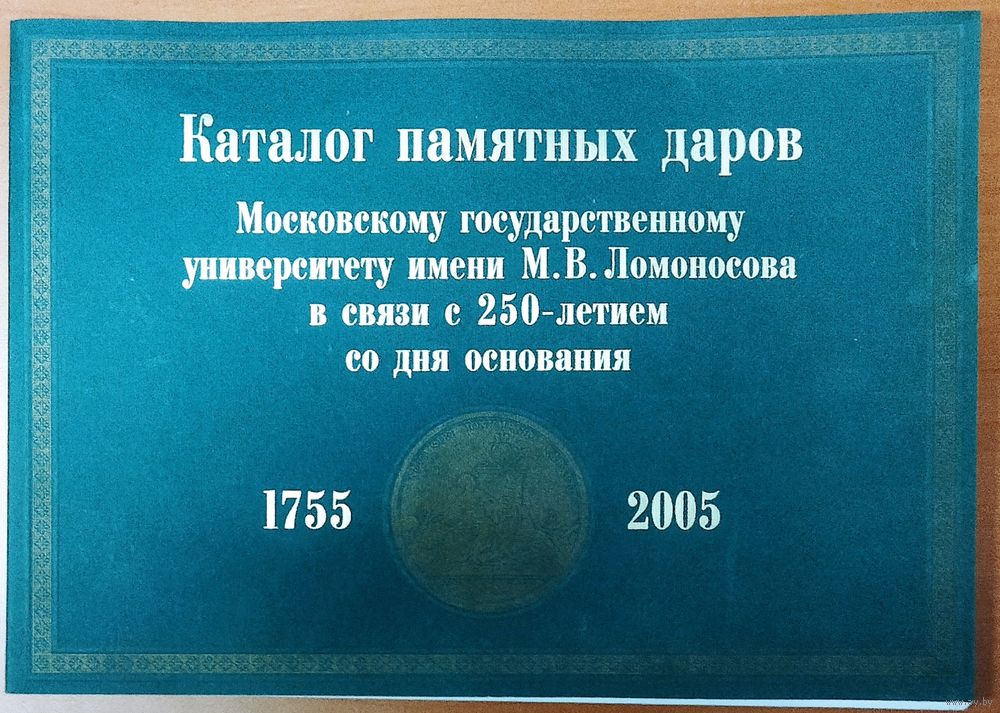 Каталог памятных даров
Московскому государственному
университету имени М.В. Ломоносова
в связи с 250-летием
со дня основания
1755
2005